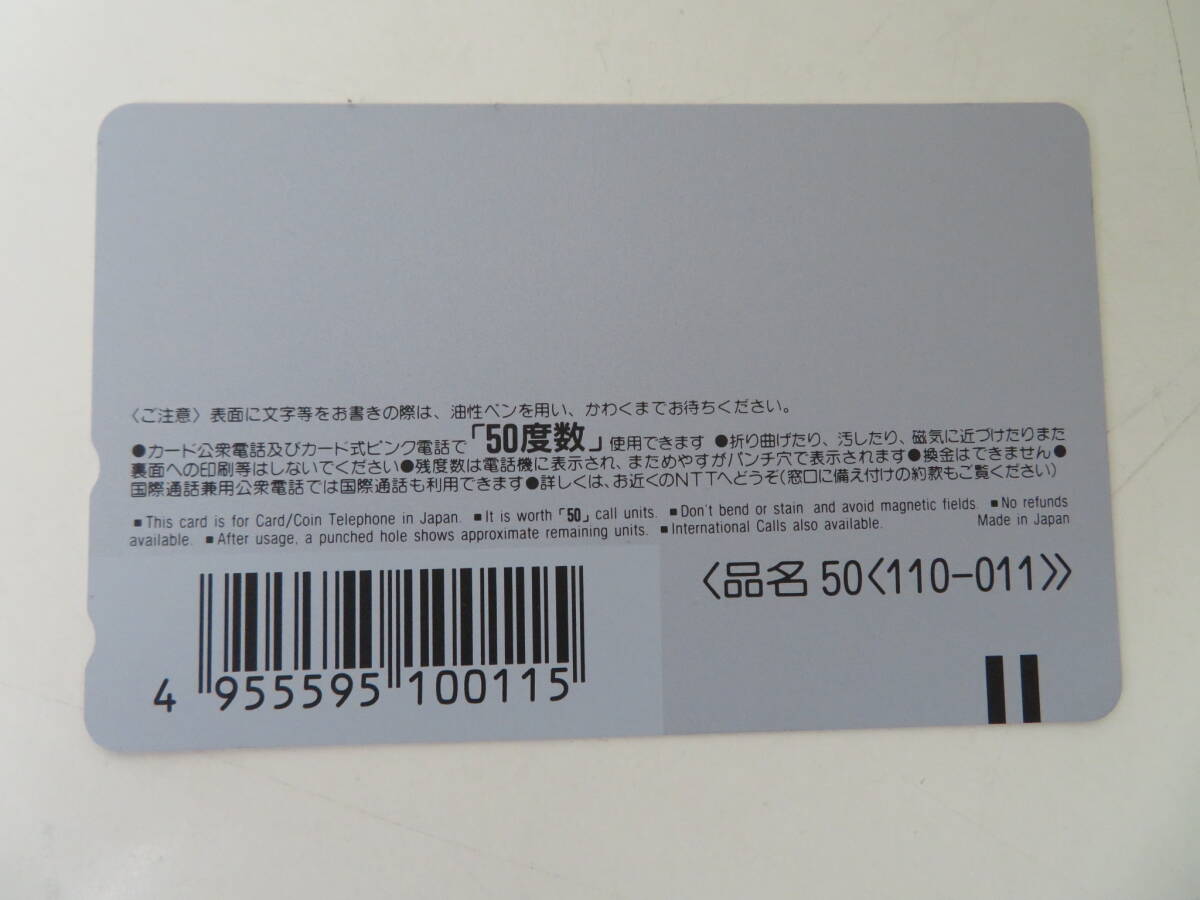 〈ご注意〉表面に文字等をお書きの際は、油性ペンを用い、かわくまでお待ちください。
●カード公衆電話及びカード式ピンク電話で「50度数」使用できます ●折り曲げたり、汚したり、磁気に近づけたりまた
裏面への印刷等はしないでください●残度数は電話機に表示され、まためやすがパンチ穴で表示されます●換金はできません●
国際通話兼用公衆電話では国際通話も利用できます●詳しくは、お近くのNTTへどうぞ(窓口に備え付けの約款もご覧ください)
■This card is for Card/Coin Telephone in Japan. ■It is worth「50」call units. ■Don't bend or stain and avoid magnetic fields. ■No refunds
available. ■After usage, a punched hole shows approximate remaining units. ■International Calls also available. Made in Japan
〈品名 50〈110-011〉〉
4 955595 100115